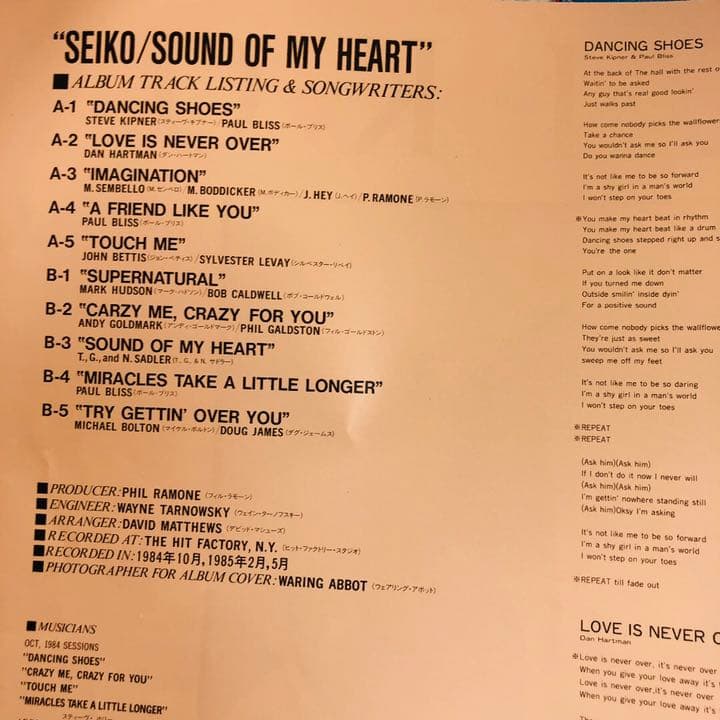 "SEIKO/SOUND OF MY HEART"
■ALBUM TRACK LISTING & SONGWRITERS:
A-1 "DANCING SHOES"
STEVE KIPNER(スティーヴ・キプナー)/PAUL BLISS(ポール・ブリス)
A-2 "LOVE IS NEVER OVER"
DAN HARTMAN(ダン・ハートマン)
A-3 "IMAGINATION"
M.SEMBELLO(M.センベロ)/M.BODDICKER(M.ボディカー)/J.HEY(J.ヘイ)/P.RAMONE(P.ラモーン)
A-4 "A FRIEND LIKE YOU"
PAUL BLISS(ポール・ブリス)
A-5 "TOUCH ME"
JOHN BETTIS(ジョン・ベティス)/SYLVESTER LEVAY(シルベスター・リベイ)
B-1 "SUPERNATURAL"
MARK HUDSON(マーク・ハドソン)/BOB CALDWELL(ボブ・コールドウェル)
B-2 "CARZY ME, CRAZY FOR YOU"
ANDY GOLDMARK(アンディ・ゴールドマーク)/PHIL GALDSTON(フィル・ゴールドストン)
B-3 "SOUND OF MY HEART"
T., G., and N. SADLER(T., G., & N. サドラー)
B-4 "MIRACLES TAKE A LITTLE LONGER"
PAUL BLISS(ポール・ブリス)
B-5 "TRY GETTIN' OVER YOU"
MICHAEL BOLTON(マイケル・ボルトン)/DOUG JAMES(ダグ・ジェームス)
■PRODUCER:PHIL RAMONE(フィル・ラモーン)
■ENGINEER:WAYNE TARNOWSKY(ウェイン・ターノフスキー)
■ARRANGER:DAVID MATTHEWS(デビッド・マシューズ)
■RECORDED AT:THE HIT FACTORY, N.Y.(ヒット・ファクトリー・スタジオ)
■RECORDED IN:1984年10月,1985年2月,5月
■PHOTOGRAPHER FOR ALBUM COVER:WARING ABBOT(ウェアリング・アボット)
■MUSICIANS
OCT, 1984 SESSIONS
"DANCING SHOES"
"CRAZY ME, CRAZY FOR YOU"
"TOUCH ME"
"MIRACLES TAKE A LITTLE LONGER"
DANCING SHOES
Steve Kipner & Paul Bliss
At the back of The hall with the rest o
Waitin' to be asked
Any guy that's real good lookin'
Just walks past
How come nobody picks the wallflower
Take a chance
You wouldn't ask me so I'll ask you
Do you wanna dance
It's not like me to be so forward
I'm a shy girl in a man's world
I won't step on your toes
※You make my heart beat in rhythm
You make my heart beat like a drum
Dancing shoes stepped right up and s
You're the one
Put on a look like it don't matter
If you turned me down
Outside smilin' inside dyin'
For a positive sound
How come nobody picks the wallflowe
They're just as sweet
You wouldn't ask me so I'll ask you
sweep me off my feet
It's not like me to be so daring
I'm a shy girl in a man's world
I won't step on your toes
※REPEAT
※REPEAT
(Ask him)(Ask him)
If I don't do it now I never will
(Ask him)(Ask him)
I'm gettin' nowhere standing still
(Ask him)Oksy I'm asking
It's not like me to be so forward
I'm a shy girl in a man's world
I won't step on your toes
※REPEAT till fade out
LOVE IS NEVER O
Dan Hartman
※Love is never over, it's never over
When you give your love away it's
Love is never over,it's never over
When you give your love away it's